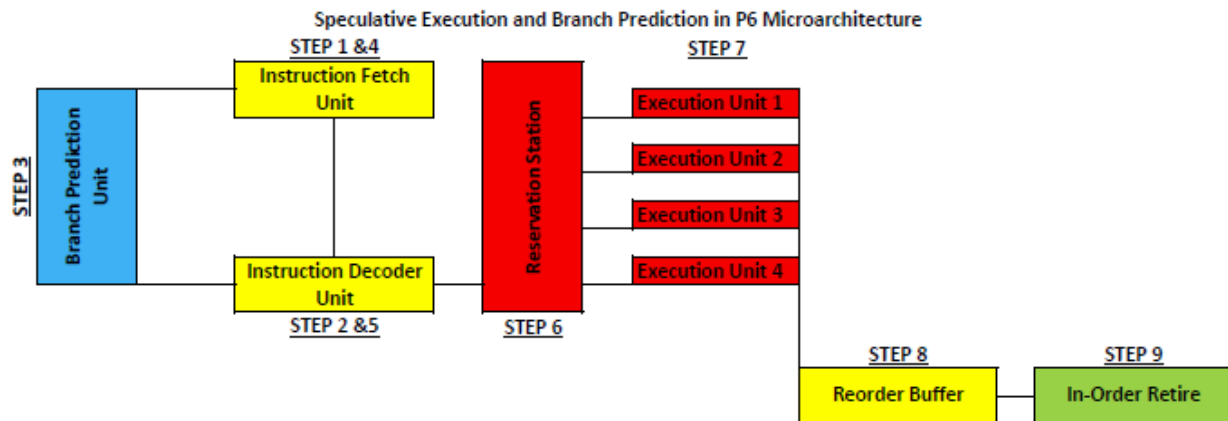 Speculative Execution and Branch Prediction in P6 Microarchitecture
STEP 1 &4
STEP 7
Instruction Fetch
Unit
STEP 3
Branch Prediction
Unit
Reservation Station
Execution Unit 1
Execution Unit 2
Execution Unit 3
Execution Unit 4
Instruction Decoder
Unit
STEP 2 &5
STEP 6
STEP 8
STEP 9
Reorder Buffer
In-Order Retire